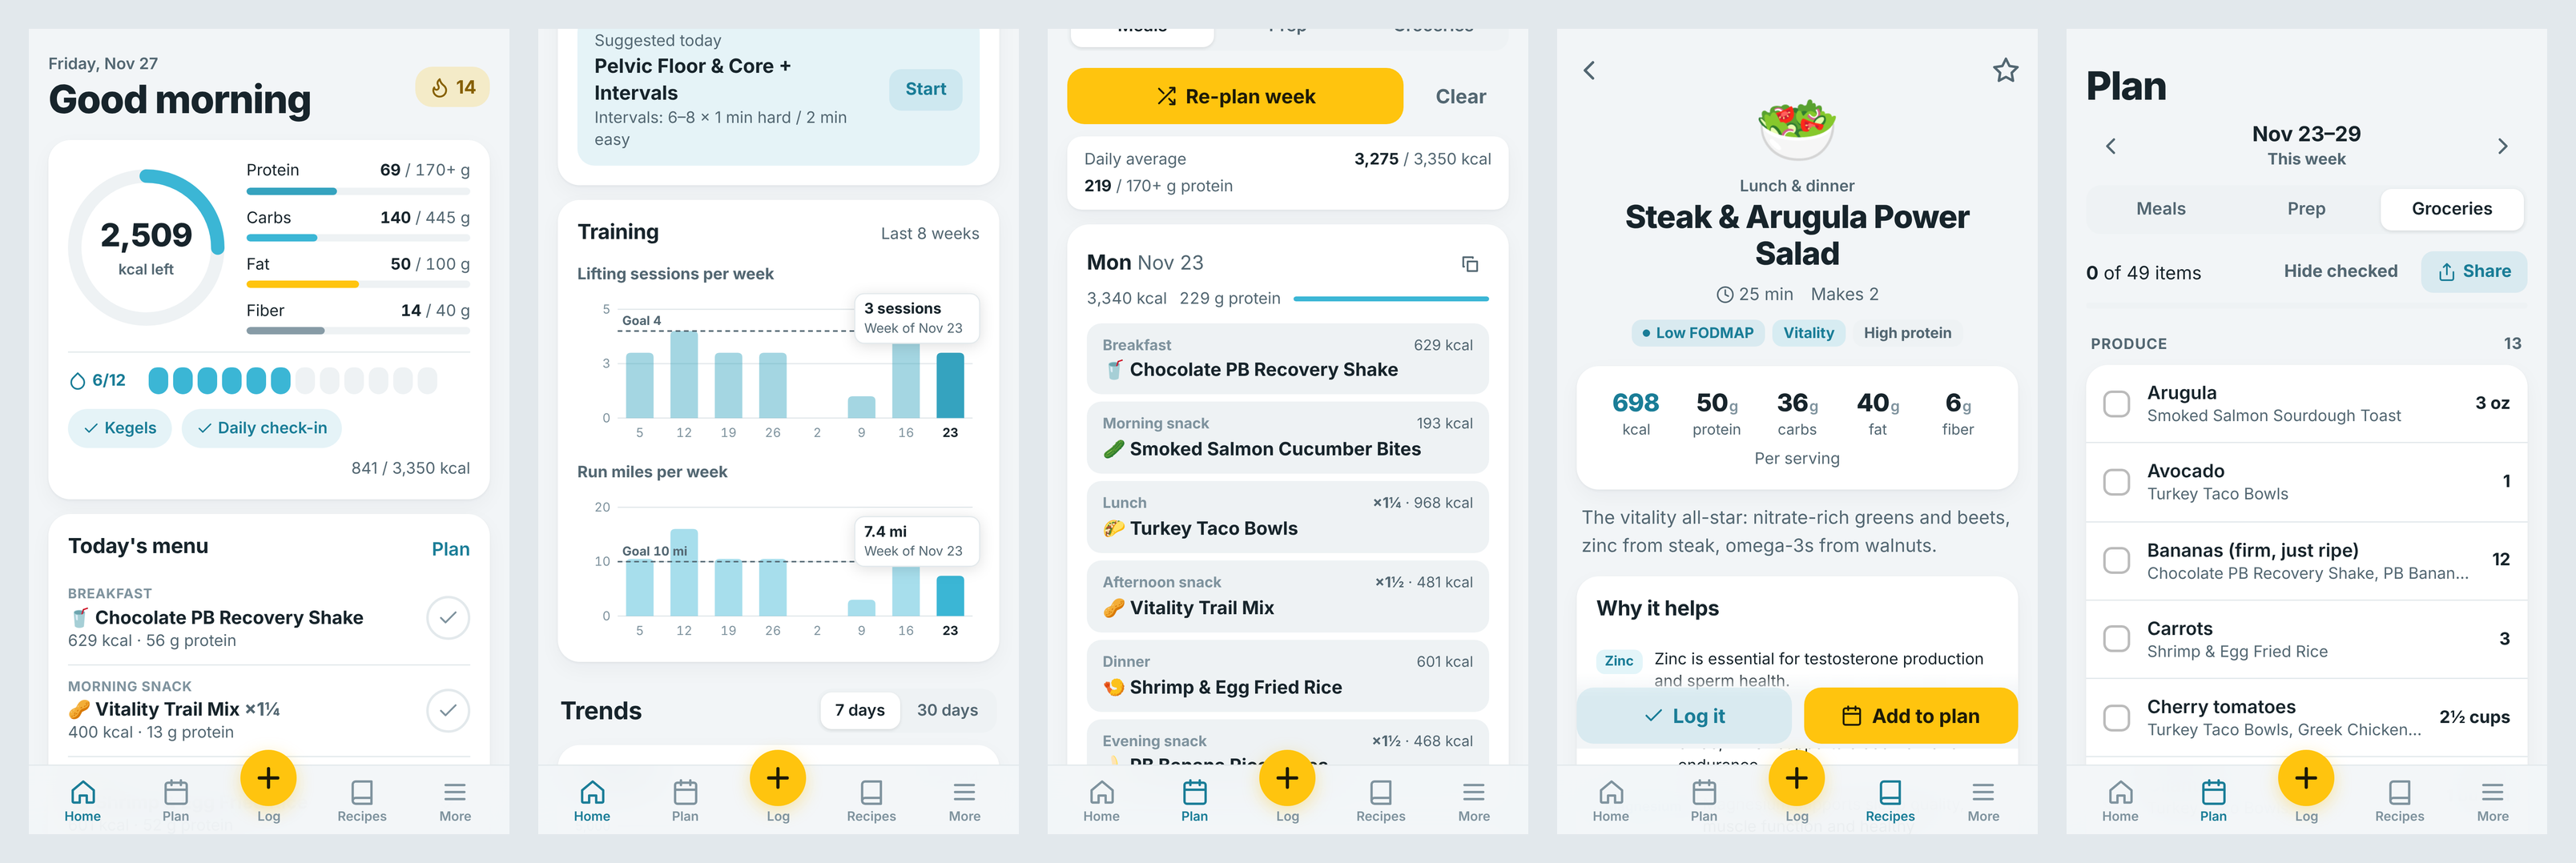 Friday, Nov 27
Good morning
14
2,509
kcal left
Protein 69 / 170+ g
Carbs 140 / 445 g
Fat 50 / 100 g
Fiber 14 / 40 g
6/12
Kegels
Daily check-in
841 / 3,350 kcal
Today's menu
Plan
BREAKFAST
Chocolate PB Recovery Shake
629 kcal · 56 g protein
MORNING SNACK
Vitality Trail Mix ×1¼
400 kcal · 13 g protein
Home
Plan
Log
Recipes
More
Suggested today
Pelvic Floor & Core +
Intervals
Intervals: 6–8 × 1 min hard / 2 min
easy
Start
Training
Last 8 weeks
Lifting sessions per week
5
Goal 4
3
0
3 sessions
Week of Nov 23
5 12 19 26 2 9 16 23
Run miles per week
20
Goal 10 mi
10
0
7.4 mi
Week of Nov 23
5 12 19 26 2 9 16 23
Trends
7 days
30 days
Home
Plan
Log
Recipes
More
Meals
Prep
Groceries
Re-plan week
Clear
Daily average 3,275 / 3,350 kcal
219 / 170+ g protein
Mon Nov 23
3,340 kcal 229 g protein
Breakfast 629 kcal
Chocolate PB Recovery Shake
Morning snack 193 kcal
Smoked Salmon Cucumber Bites
Lunch ×1¼ · 968 kcal
Turkey Taco Bowls
Afternoon snack ×1½ · 481 kcal
Vitality Trail Mix
Dinner 601 kcal
Shrimp & Egg Fried Rice
Evening snack ×1½ · 468 kcal
PB Banana Rice
Home
Plan
Log
Recipes
More
Lunch & dinner
Steak & Arugula Power
Salad
25 min Makes 2
Low FODMAP
Vitality
High protein
698 kcal
50g protein
36g carbs
40g fat
6g fiber
Per serving
The vitality all-star: nitrate-rich greens and beets,
zinc from steak, omega-3s from walnuts.
Why it helps
Zinc
Zinc is essential for testosterone production
and sperm health.
Log it
Add to plan
endurance
Home
Plan
Log
Recipes
More
Plan
Nov 23–29
This week
Meals
Prep
Groceries
0 of 49 items
Hide checked
Share
PRODUCE 13
Arugula
Smoked Salmon Sourdough Toast
3 oz
Avocado
Turkey Taco Bowls
1
Bananas (firm, just ripe)
Chocolate PB Recovery Shake, PB Banan...
12
Carrots
Shrimp & Egg Fried Rice
3
Cherry tomatoes
Turkey Taco Bowls, Greek Chicken...
2½ cups
Home
Plan
Log
Recipes
More